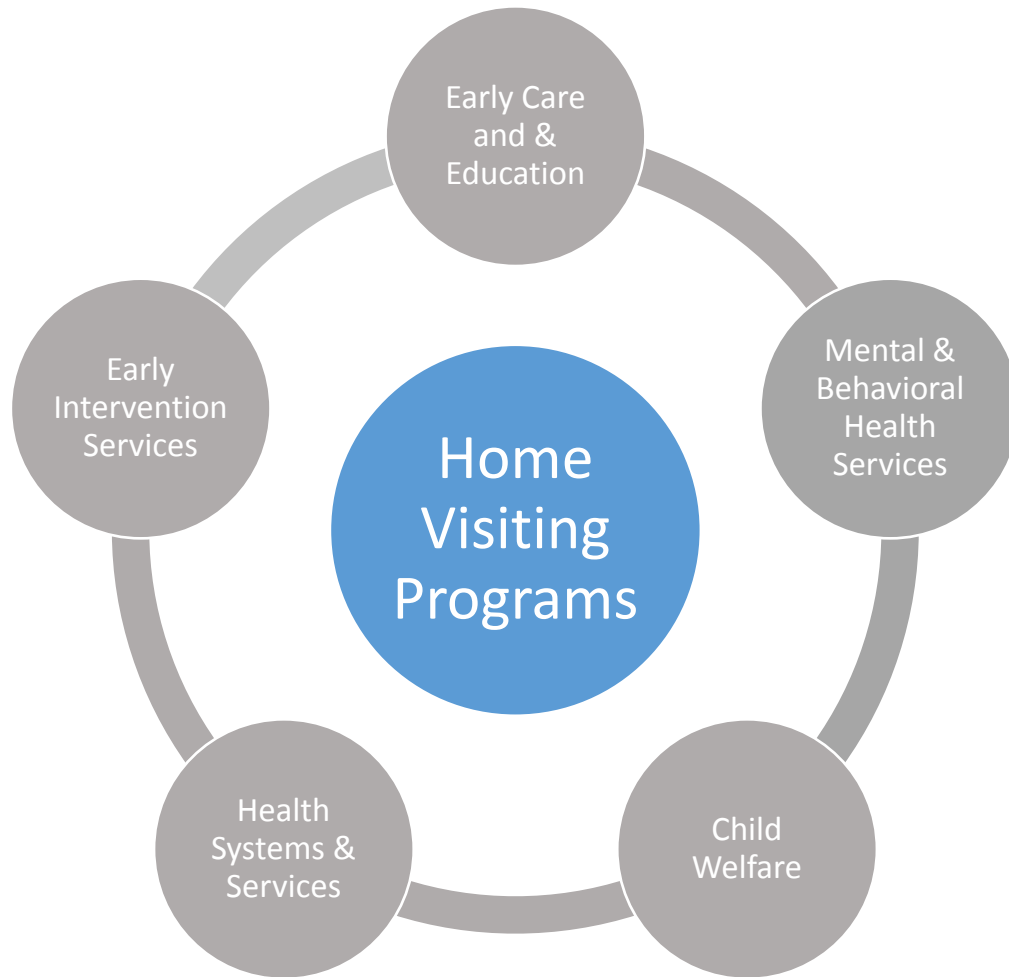 Early Care
and &
Education
Mental &
Behavioral
Health
Services
Child
Welfare
Health
Systems &
Services
Early
Intervention
Services
Home
Visiting
Programs